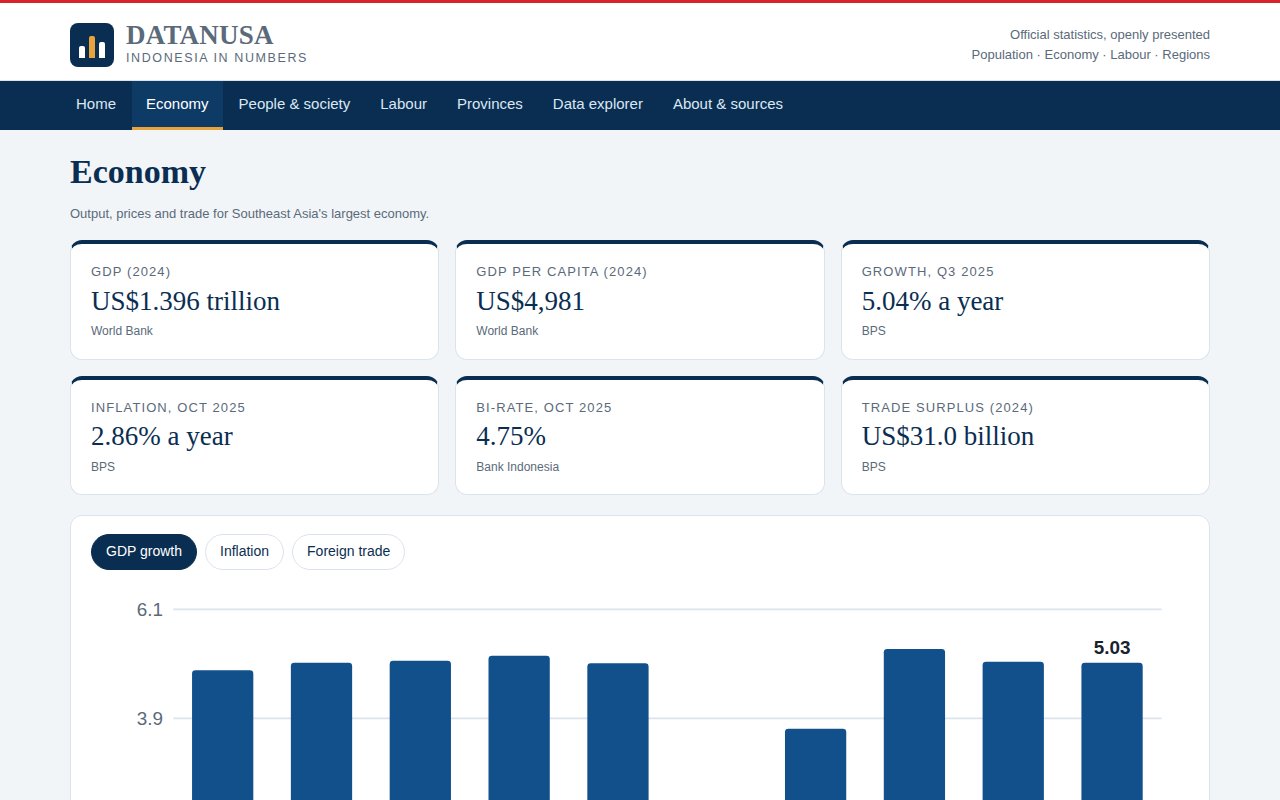 DATANUSA
INDONESIA IN NUMBERS
Official statistics, openly presented
Population · Economy · Labour · Regions
Home Economy People & society Labour Provinces Data explorer About & sources
Economy
Output, prices and trade for Southeast Asia's largest economy.
GDP (2024)
US$1.396 trillion
World Bank
GDP PER CAPITA (2024)
US$4,981
World Bank
GROWTH, Q3 2025
5.04% a year
BPS
INFLATION, OCT 2025
2.86% a year
BPS
BI-RATE, OCT 2025
4.75%
Bank Indonesia
TRADE SURPLUS (2024)
US$31.0 billion
BPS
GDP growth Inflation Foreign trade
6.1
5.03
3.9